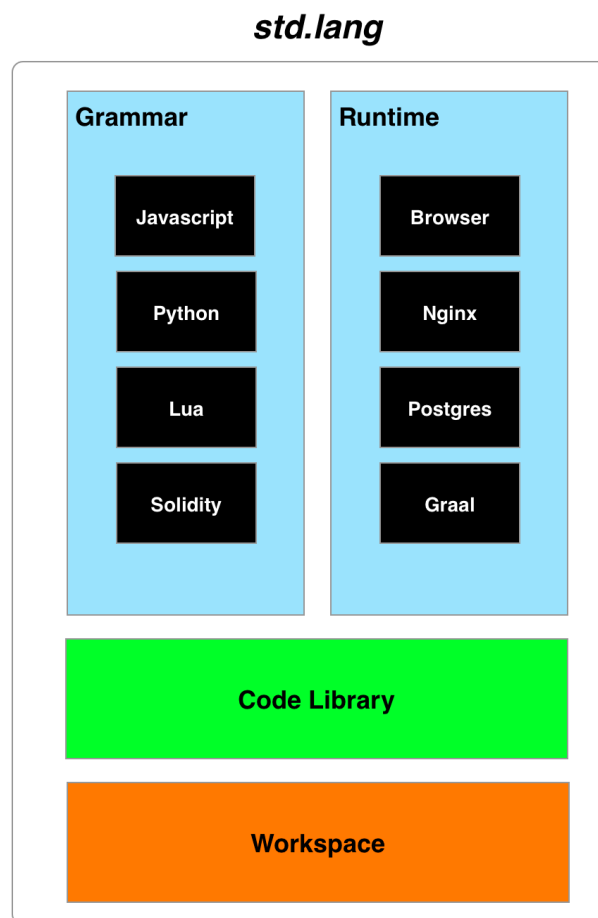 std.lang
Grammar
Javascript
Python
Lua
Solidity
Runtime
Browser
Nginx
Postgres
Graal
Code Library
Workspace